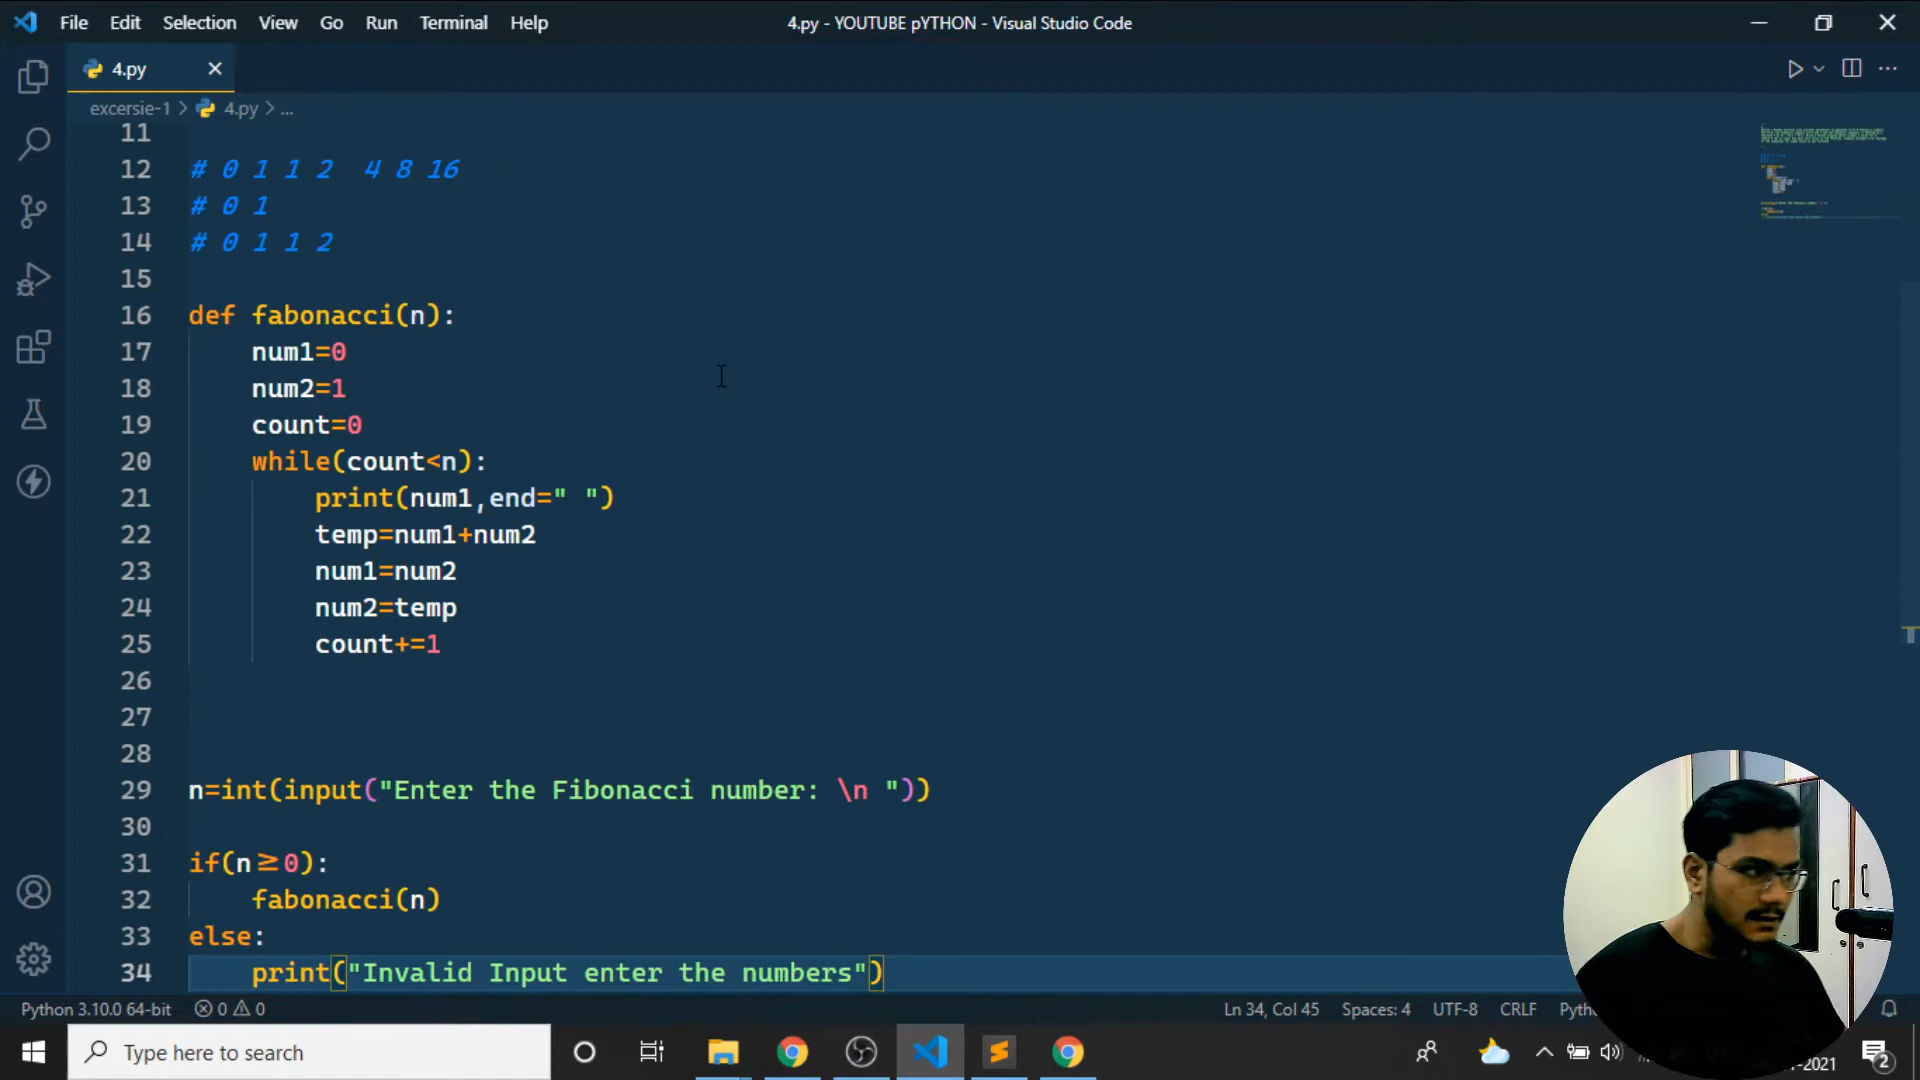 File Edit Selection View Go Run Terminal Help
4.py - YOUTUBE pYTHON - Visual Studio Code
4.py
excersie-1 > 4.py > ...
11
12 # 0 1 1 2  4 8 16
13 # 0 1
14 # 0 1 1 2
15
16 def fabonacci(n):
17 num1=0
18 num2=1
19 count=0
20 while(count<n):
21 print(num1,end=" ")
22 temp=num1+num2
23 num1=num2
24 num2=temp
25 count+=1
26
27
28
29 n=int(input("Enter the Fibonacci number: \n "))
30
31 if(n≥0):
32 fabonacci(n)
33 else:
34 print("Invalid Input enter the numbers")
Python 3.10.0 64-bit 0 0 Ln 34, Col 45 Spaces: 4 UTF-8 CRLF
Type here to search
2021
2